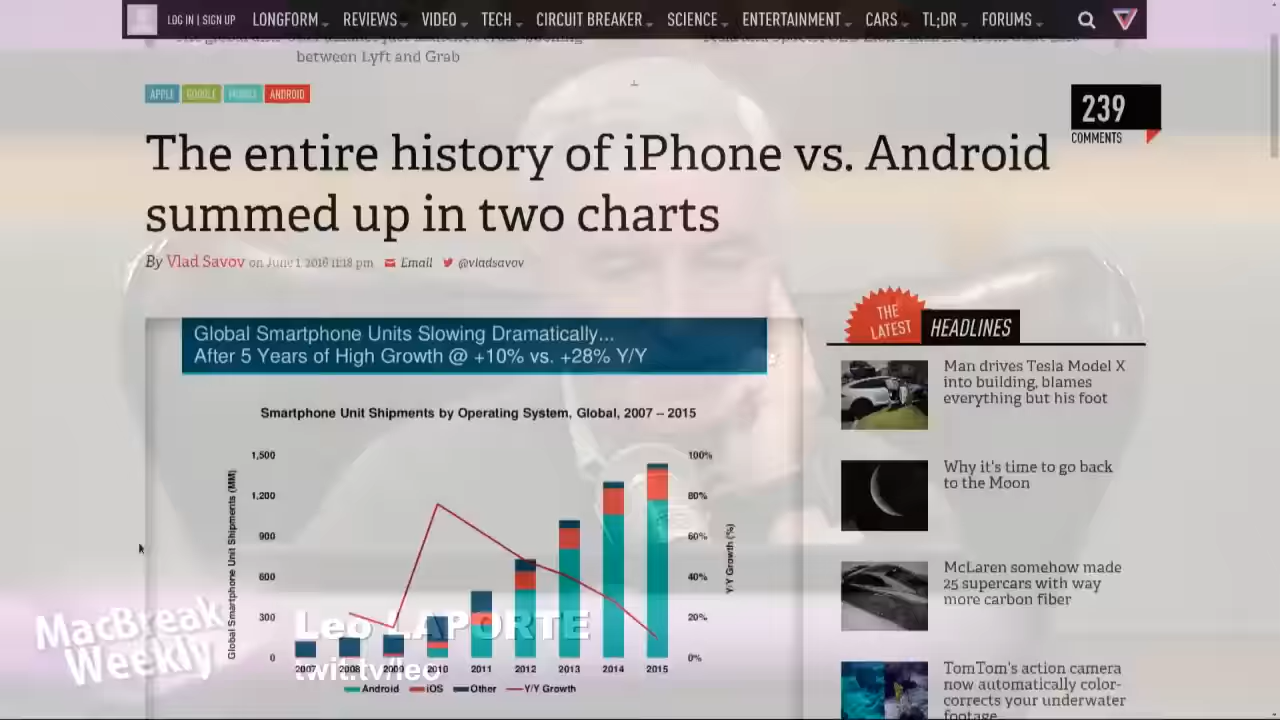 LOG IN | SIGN UP LONGFORM REVIEWS VIDEO TECH CIRCUIT BREAKER SCIENCE ENTERTAINMENT CARS TL;DR FORUMS
between Lyft and Grab
APPLE GOOGLE MOBILE ANDROID
239
COMMENTS
The entire history of iPhone vs. Android
summed up in two charts
By Vlad Savov on June 1, 2016 11:18 pm Email @vladsavov
Global Smartphone Units Slowing Dramatically...
After 5 Years of High Growth @ +10% vs. +28% Y/Y
Smartphone Unit Shipments by Operating System, Global, 2007 – 2015
Global Smartphone Unit Shipments (MM)
1,500
1,200
900
600
300
0
100%
80%
60%
40%
20%
0%
Y/Y Growth (%)
2007 2008 2009 2010 2011 2012 2013 2014 2015
Android iOS Other Y/Y Growth
THE
LATEST
HEADLINES
Man drives Tesla Model X
into building, blames
everything but his foot
Why it's time to go back
to the Moon
McLaren somehow made
25 supercars with way
more carbon fiber
TomTom's action camera
now automatically color-
corrects your underwater
footage
MacBreak
Weekly
Leo LAPORTE
twit.tv/leo